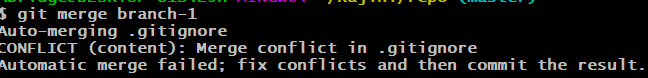 $ git merge branch-1
Auto-merging .gitignore
CONFLICT (content): Merge conflict in .gitignore
Automatic merge failed; fix conflicts and then commit the result.